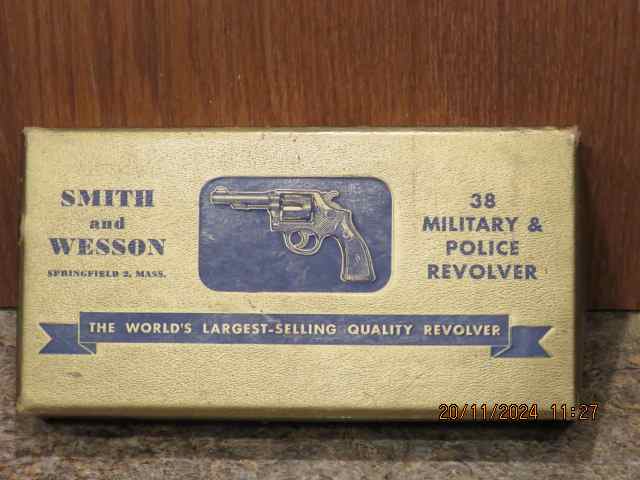 SMITH
and
WESSON
SPRINGFIELD 2, MASS.
38
MILITARY &
POLICE
REVOLVER
THE WORLD'S LARGEST-SELLING QUALITY REVOLVER
20/11/2024 11:27